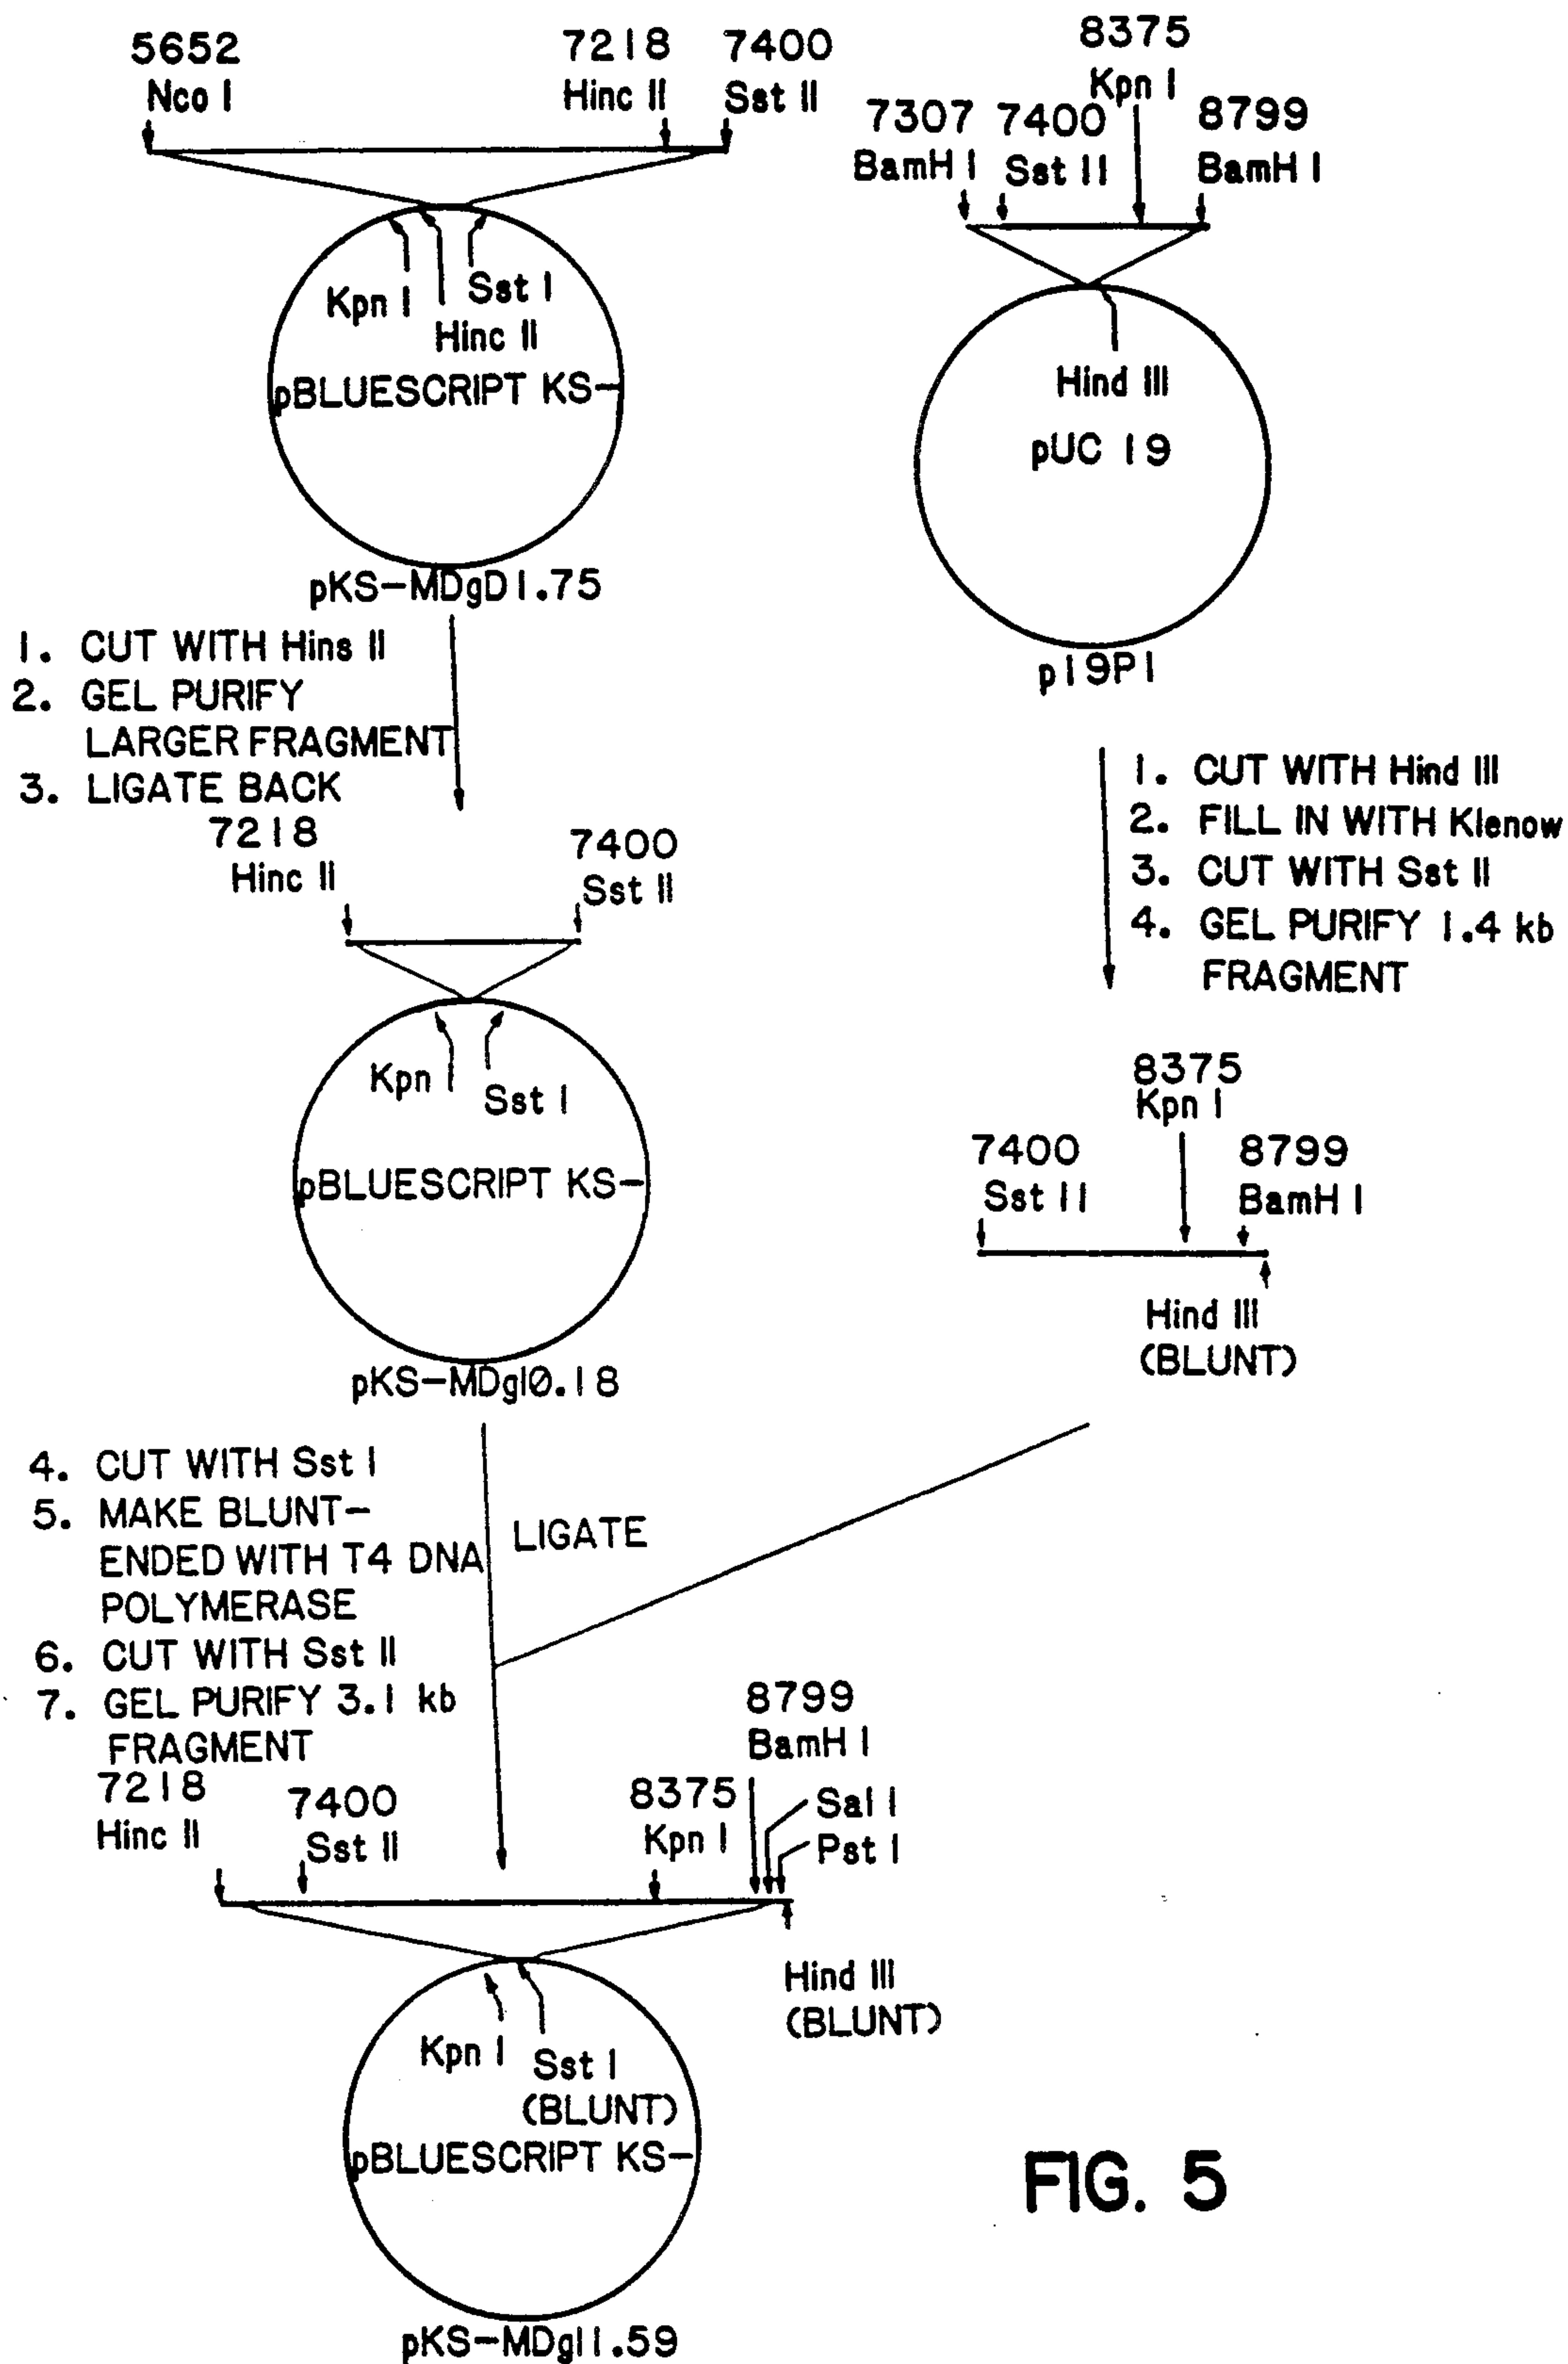 5652
Nco I
7218
Hinc II
7400
Sst II
Kpn I
Sst I
Hinc II
pBLUESCRIPT KS-
pKS-MDgD1.75
8375
Kpn I
7307
BamH I
7400
Sst II
8799
BamH I
Hind III
pUC 19
p19P1
1. CUT WITH Hins II
2. GEL PURIFY
LARGER FRAGMENT
3. LIGATE BACK
1. CUT WITH Hind III
2. FILL IN WITH Klenow
3. CUT WITH Sst II
4. GEL PURIFY 1.4 kb
FRAGMENT
7218
Hinc II
7400
Sst II
Kpn I
Sst I
pBLUESCRIPT KS-
pKS-MDgI0.18
8375
Kpn I
7400
Sst II
8799
BamH I
Hind III
(BLUNT)
4. CUT WITH Sst I
5. MAKE BLUNT-
ENDED WITH T4 DNA
POLYMERASE
6. CUT WITH Sst II
7. GEL PURIFY 3.1 kb
FRAGMENT
LIGATE
7218
Hinc II
7400
Sst II
8375
Kpn I
8799
BamH I
Sal I
Pst I
Hind III
(BLUNT)
Kpn I
Sst I
(BLUNT)
pBLUESCRIPT KS-
pKS-MDgI1.59
FIG. 5